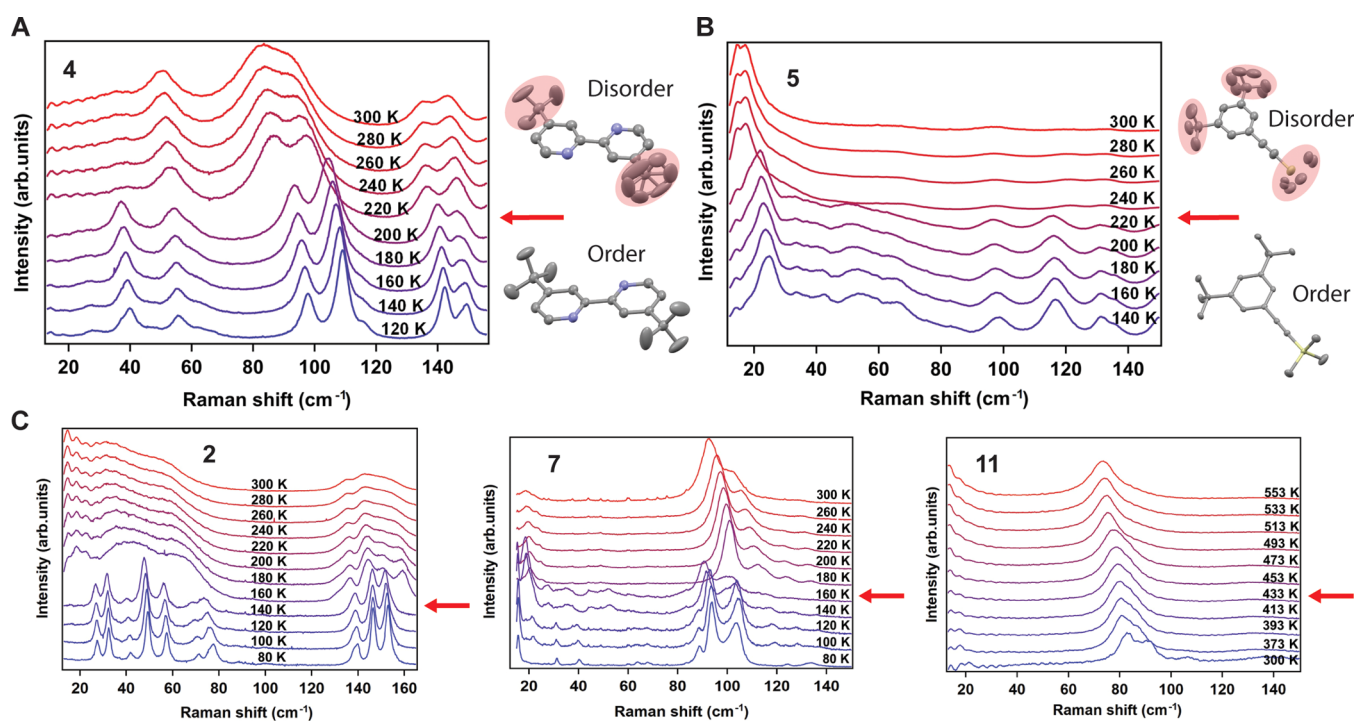 A
4
Intensity (arb.units)
300 K
280 K
260 K
240 K
220 K
200 K
180 K
160 K
140 K
120 K
20 40 60 80 100 120 140
Raman shift (cm⁻¹)
Disorder
Order
B
5
Intensity (arb.units)
300 K
280 K
260 K
240 K
220 K
200 K
180 K
160 K
140 K
20 40 60 80 100 120 140
Raman shift (cm⁻¹)
Disorder
Order
C
2
Intensity (arb.units)
300 K
280 K
260 K
240 K
220 K
200 K
180 K
160 K
140 K
120 K
100 K
80 K
20 40 60 80 100 120 140 160
Raman shift (cm⁻¹)
7
Intensity (arb.units)
300 K
260 K
240 K
220 K
200 K
180 K
160 K
140 K
120 K
100 K
80 K
20 40 60 80 100 120 140
Raman shift (cm⁻¹)
11
Intensity (arb.units)
553 K
533 K
513 K
493 K
473 K
453 K
433 K
413 K
393 K
373 K
300 K
20 40 60 80 100 120 140
Raman shift (cm⁻¹)